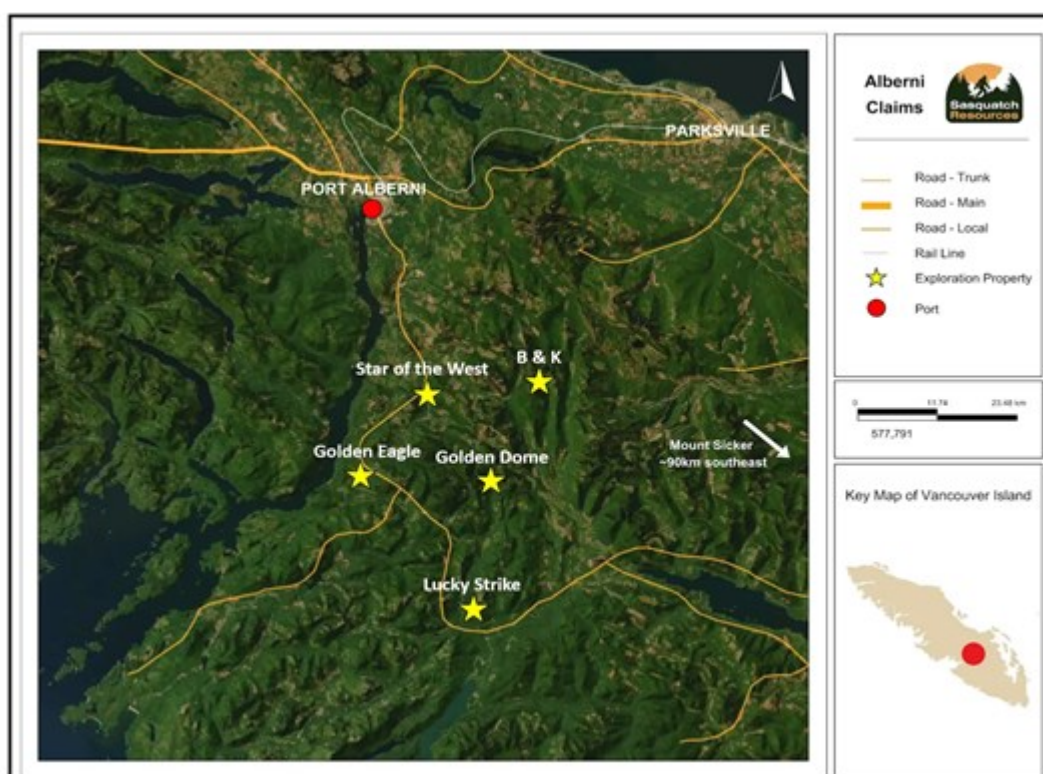 PARKSVILLE
PORT ALBERNI
B & K
Star of the West
Mount Sicker
~90km southeast
Golden Eagle
Golden Dome
Lucky Strike
Alberni
Claims
Sasquatch
Resources
Road - Trunk
Road - Main
Road - Local
Rail Line
Exploration Property
Port
0 11.74 23.48 km
577,791
Key Map of Vancouver Island